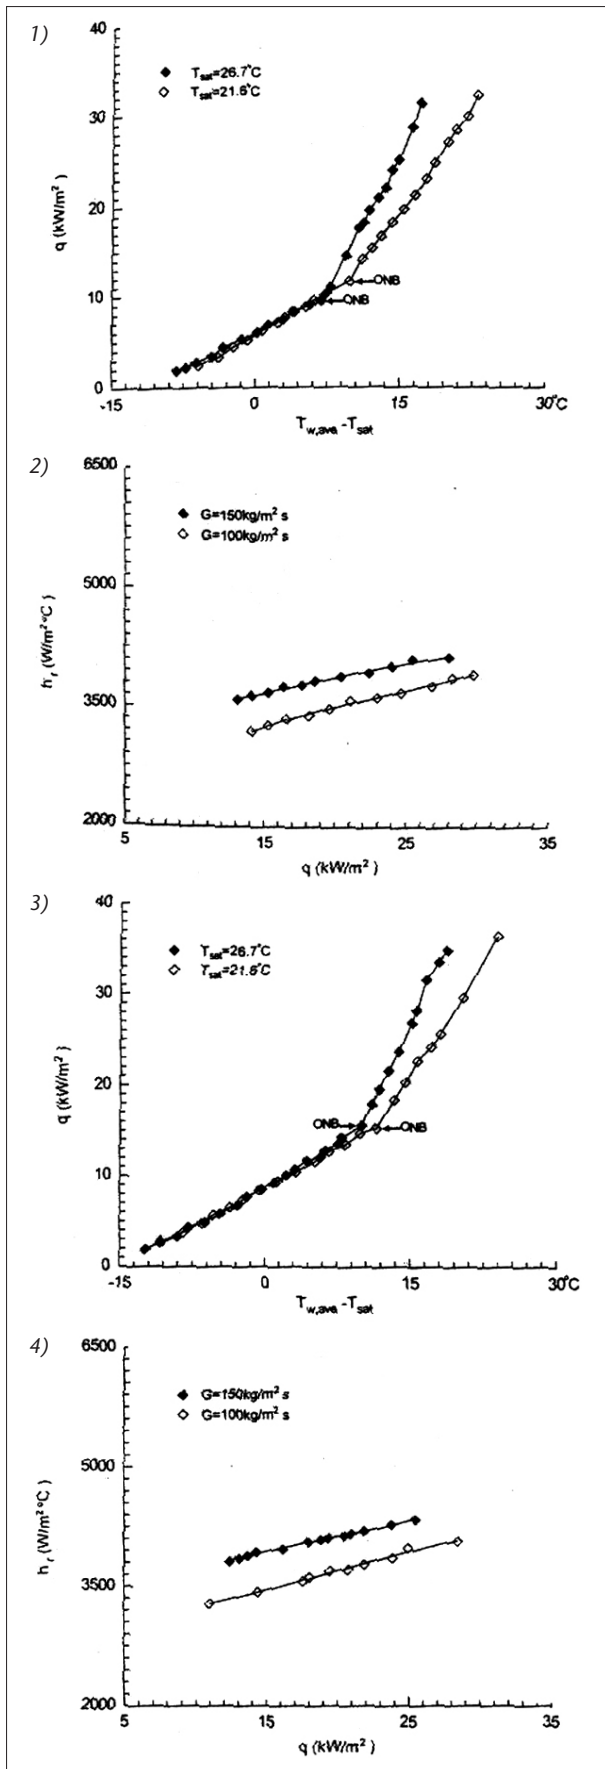 1)
40
30
20
10
0
q (kW/m²)
T_sat=26.7°C
T_sat=21.6°C
ONB
ONB
-15
0
15
30°C
T_w,ava -T_sat
2)
6500
5000
3500
2000
h_r (W/m²°C)
G=150kg/m² s
G=100kg/m² s
5
15
25
35
q (kW/m²)
3)
40
30
20
10
0
q (kW/m²)
T_sat=26.7°C
T_sat=21.6°C
ONB
ONB
-15
0
15
30°C
T_w,ava -T_sat
4)
6500
5000
3500
2000
h_r (W/m²°C)
G=150kg/m² s
G=100kg/m² s
5
15
25
35
q (kW/m²)